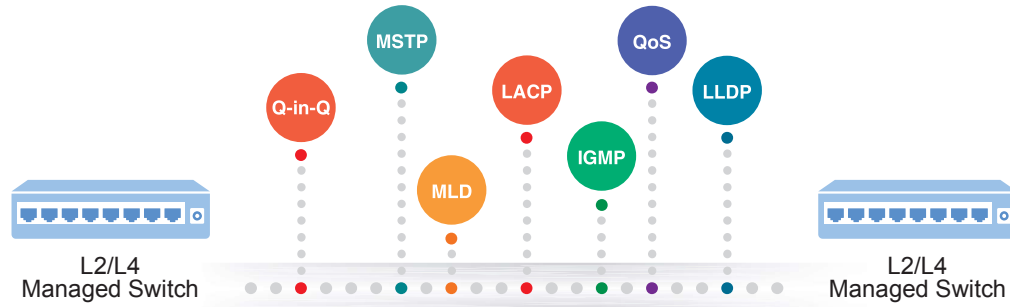 MSTP
QoS
Q-in-Q
LACP
LLDP
IGMP
MLD
L2/L4
Managed Switch
L2/L4
Managed Switch